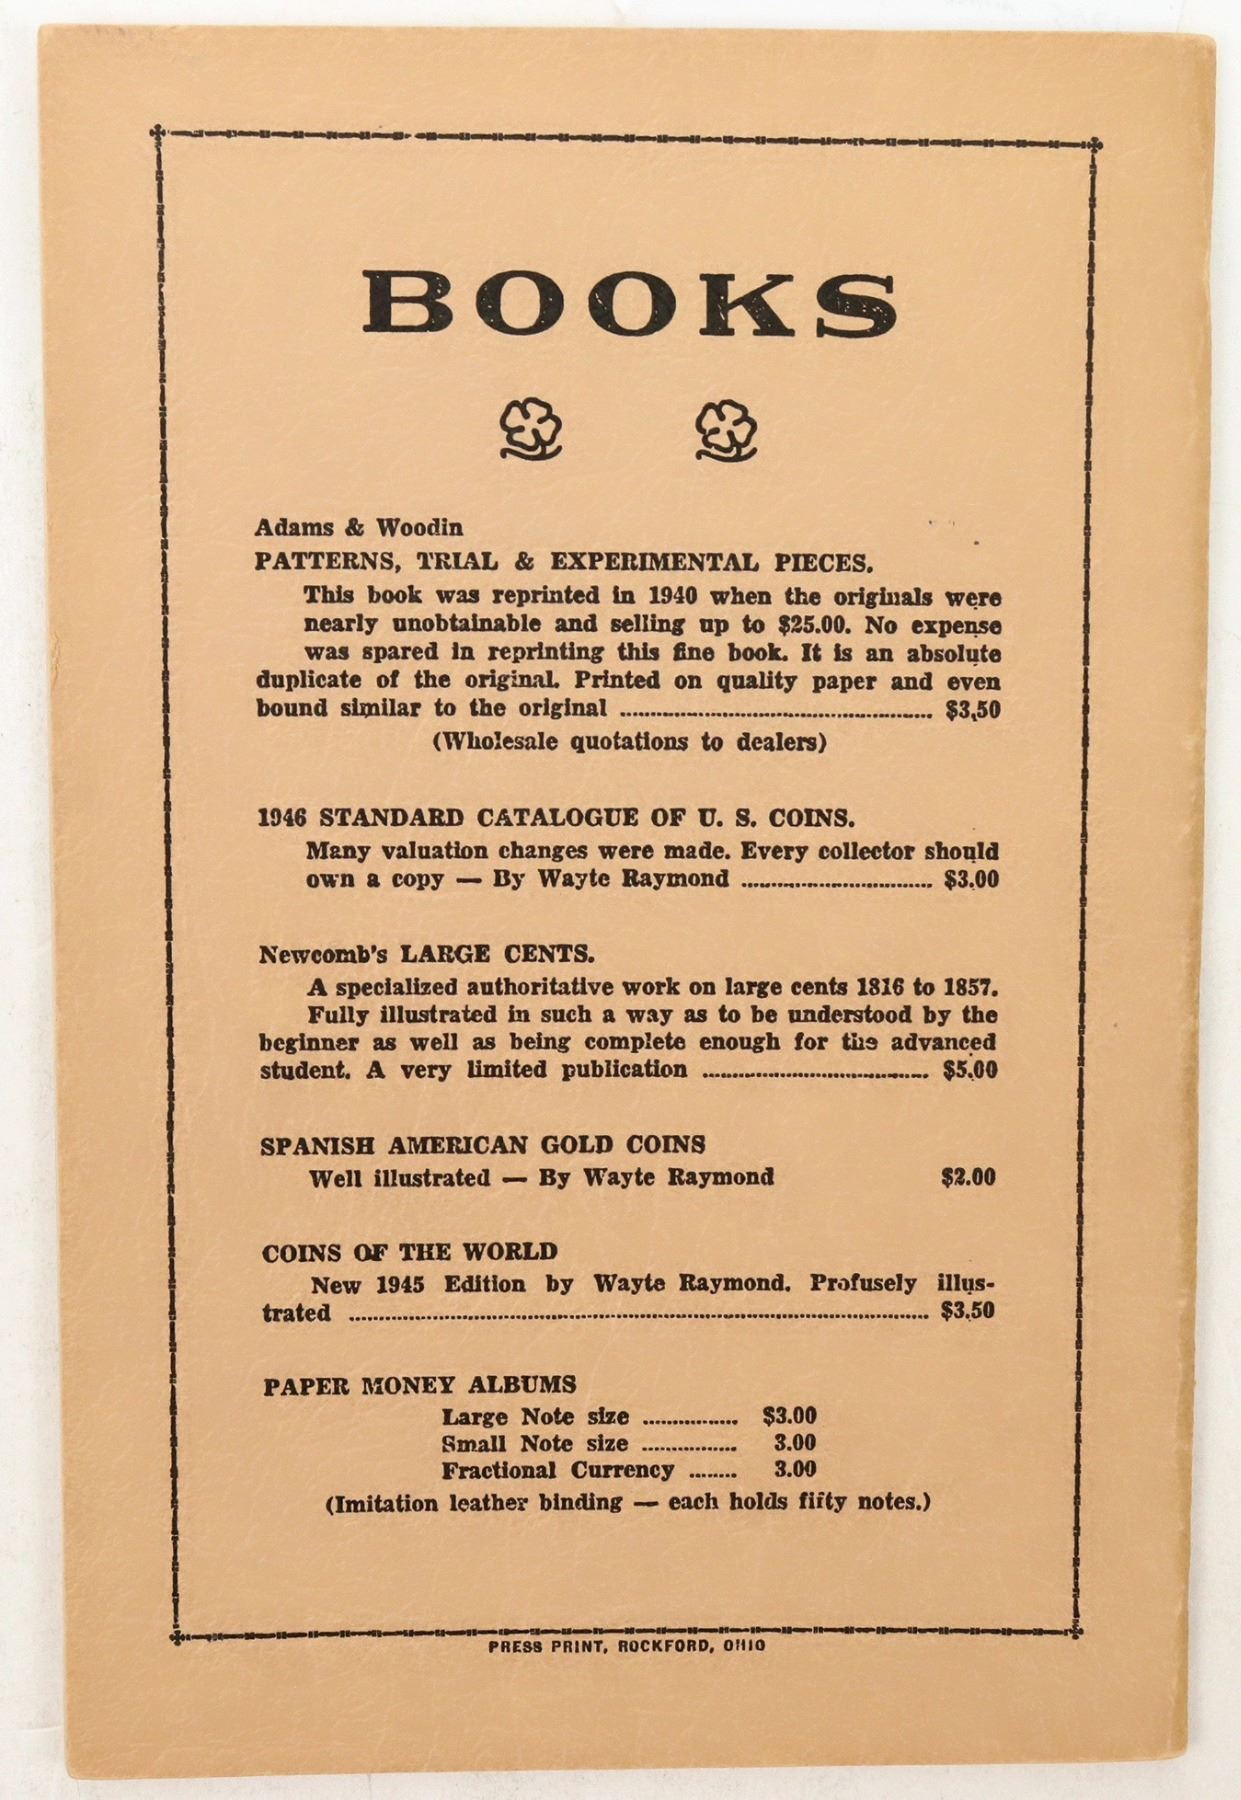 BOOKS
Adams & Woodin
PATTERNS, TRIAL & EXPERIMENTAL PIECES.
This book was reprinted in 1940 when the originals were
nearly unobtainable and selling up to $25.00. No expense
was spared in reprinting this fine book. It is an absolute
duplicate of the original. Printed on quality paper and even
bound similar to the original ........................................ $3.50
(Wholesale quotations to dealers)
1946 STANDARD CATALOGUE OF U. S. COINS.
Many valuation changes were made. Every collector should
own a copy — By Wayte Raymond ................................ $3.00
Newcomb's LARGE CENTS.
A specialized authoritative work on large cents 1816 to 1857.
Fully illustrated in such a way as to be understood by the
beginner as well as being complete enough for the advanced
student. A very limited publication ...................................... $5.00
SPANISH AMERICAN GOLD COINS
Well illustrated — By Wayte Raymond $2.00
COINS OF THE WORLD
New 1945 Edition by Wayte Raymond. Profusely illus-
trated ................................................................................ $3.50
PAPER MONEY ALBUMS
Large Note size ................ $3.00
Small Note size ................ 3.00
Fractional Currency ........ 3.00
(Imitation leather binding — each holds fifty notes.)
PRESS PRINT, ROCKFORD, OHIO